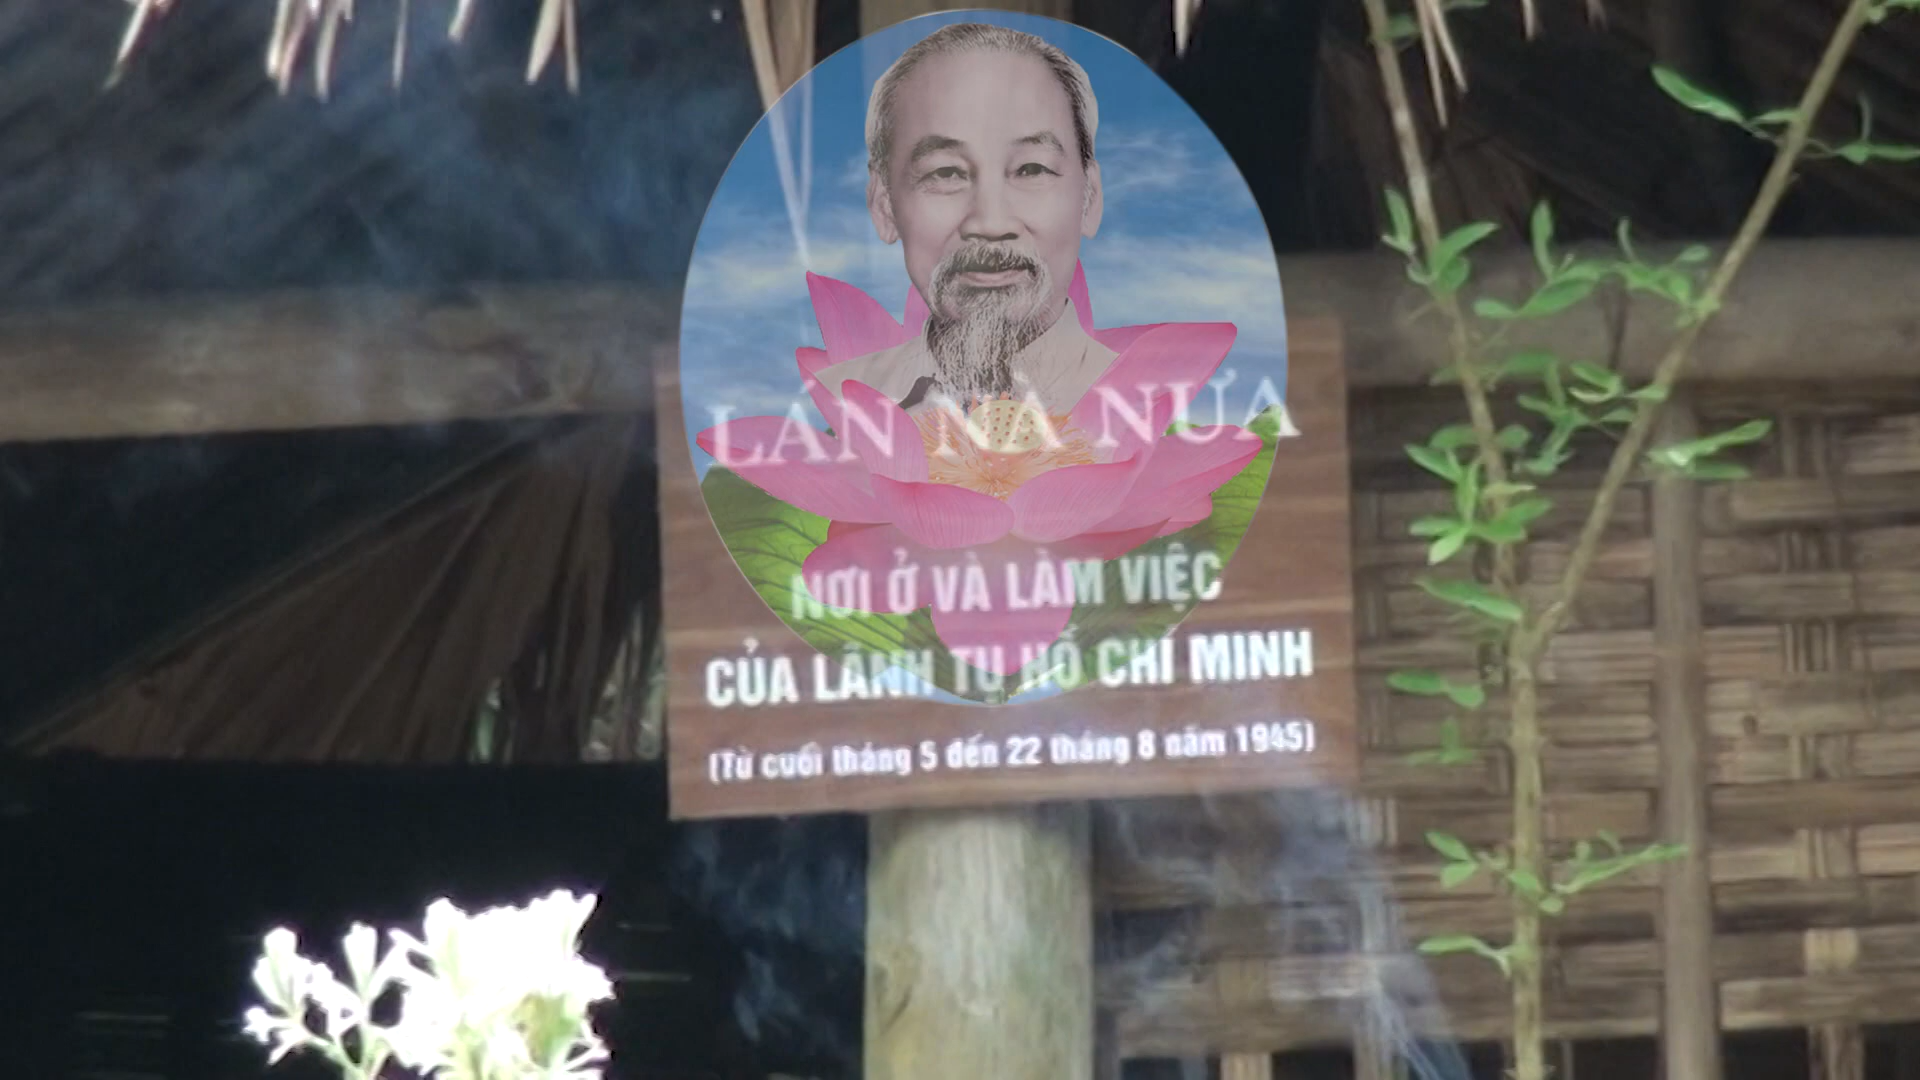 LÁN NÀ NƯA
NƠI Ở VÀ LÀM VIỆC
CỦA LÃNH TỤ HỒ CHÍ MINH
(Từ cuối tháng 5 đến 22 tháng 8 năm 1945)